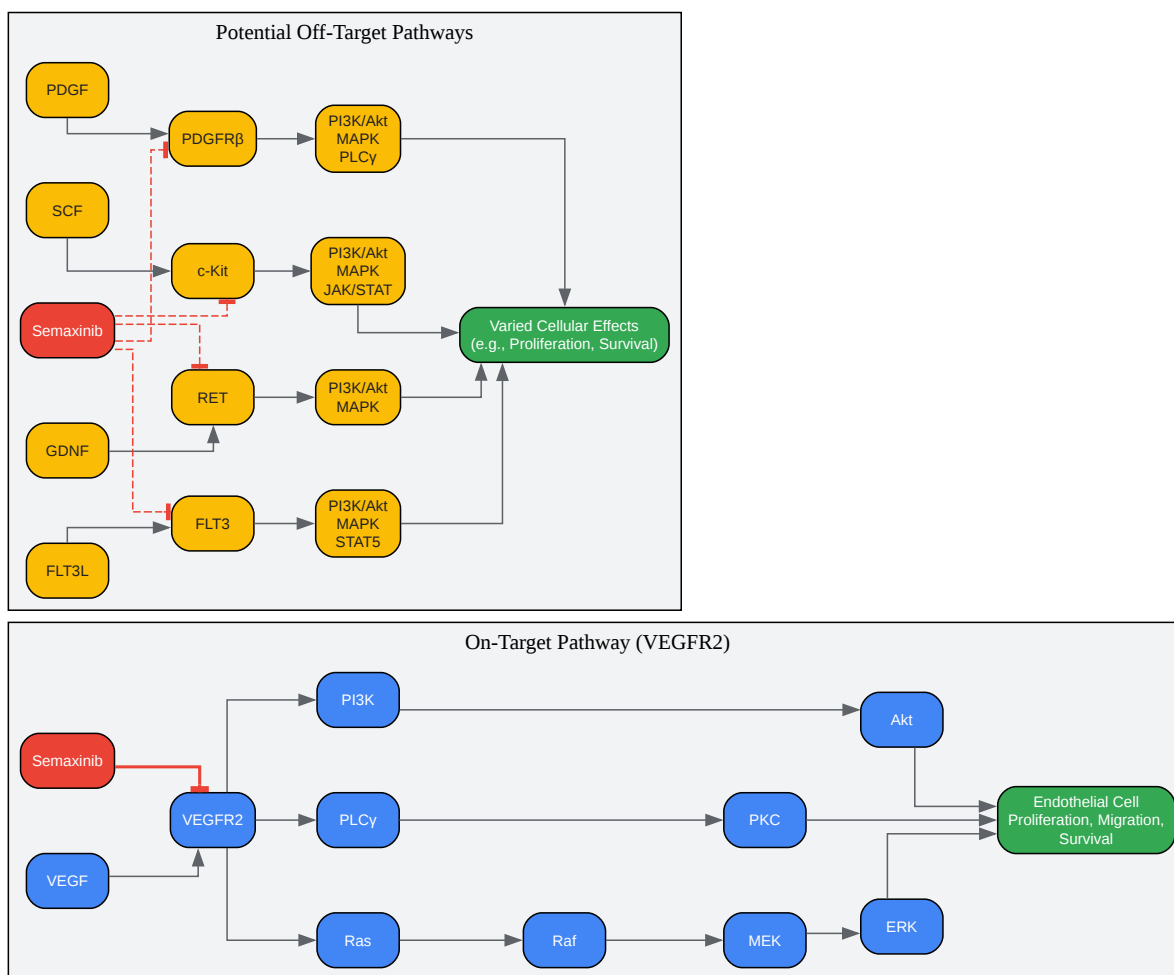 Potential Off-Target Pathways
PDGF
PDGFRβ
PI3K/Akt
MAPK
PLCγ
SCF
c-Kit
PI3K/Akt
MAPK
JAK/STAT
Semaxinib
Varied Cellular Effects
(e.g., Proliferation, Survival)
RET
PI3K/Akt
MAPK
GDNF
FLT3
PI3K/Akt
MAPK
STAT5
FLT3L
On-Target Pathway (VEGFR2)
PI3K
Akt
Semaxinib
VEGFR2
PLCγ
PKC
Endothelial Cell
Proliferation, Migration,
Survival
VEGF
Ras
Raf
MEK
ERK